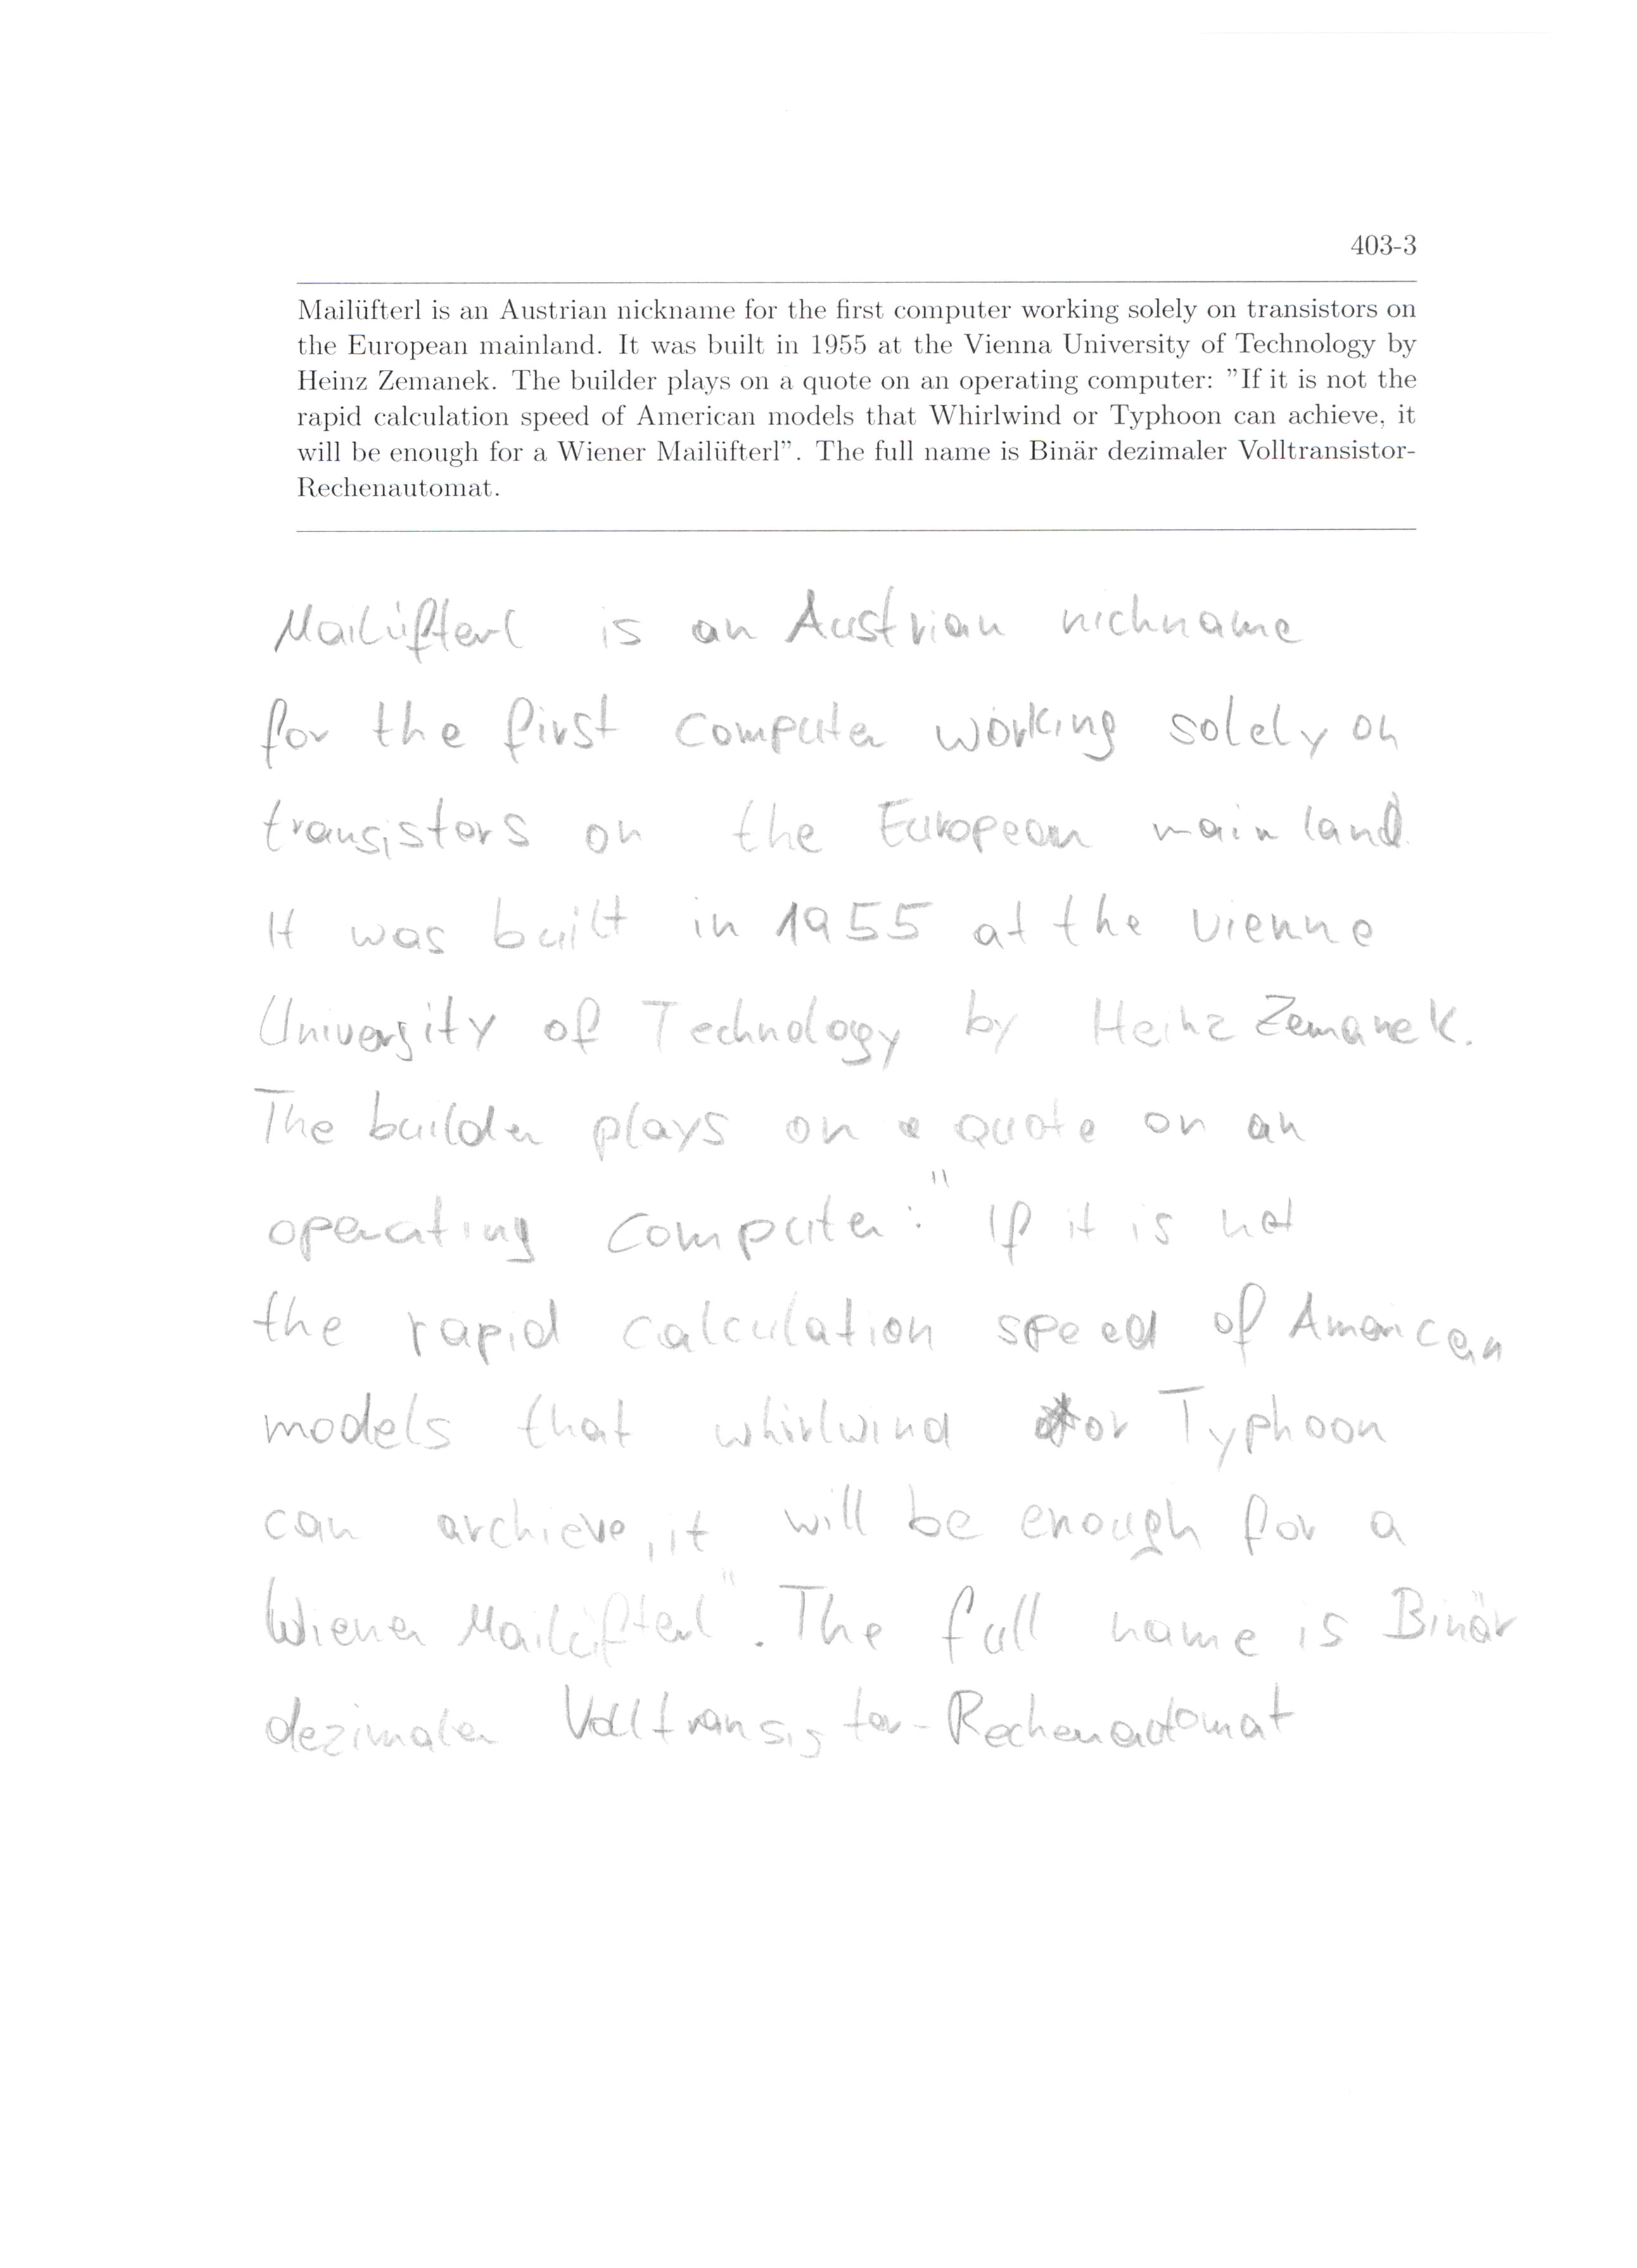 403-3
Mailüfterl is an Austrian nickname for the first computer working solely on transistors on
the European mainland. It was built in 1955 at the Vienna University of Technology by
Heinz Zemanek. The builder plays on a quote on an operating computer: "If it is not the
rapid calculation speed of American models that Whirlwind or Typhoon can achieve, it
will be enough for a Wiener Mailüfterl". The full name is Binär dezimaler Volltransistor-
Rechenautomat.
Mailüfterl is an Austrian nichname
for the first computer working solely on
transistors on the European mainland.
It was built in 1955 at the Vienne
University of Technology by Heinz Zemanek.
The builder plays on a quote on an
operating computer: "If it is not
the rapid calculation speed of American
models that whirlwind or Typhoon
can archieve, it will be enough for a
Wiener Mailüfterl". The full name is Binär
dezimaler Volltransistor-Rechenautomat